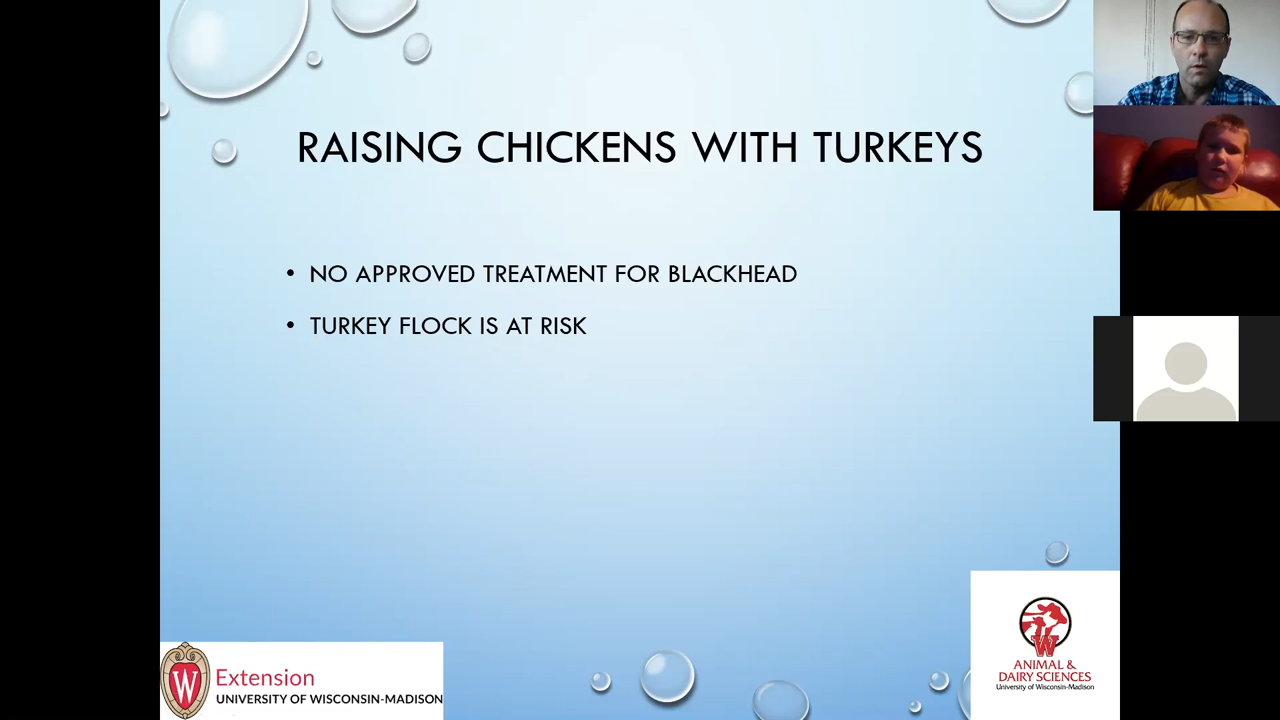 RAISING CHICKENS WITH TURKEYS
• NO APPROVED TREATMENT FOR BLACKHEAD
• TURKEY FLOCK IS AT RISK
W
Extension
UNIVERSITY OF WISCONSIN-MADISON
W
ANIMAL &
DAIRY SCIENCES
University of Wisconsin-Madison